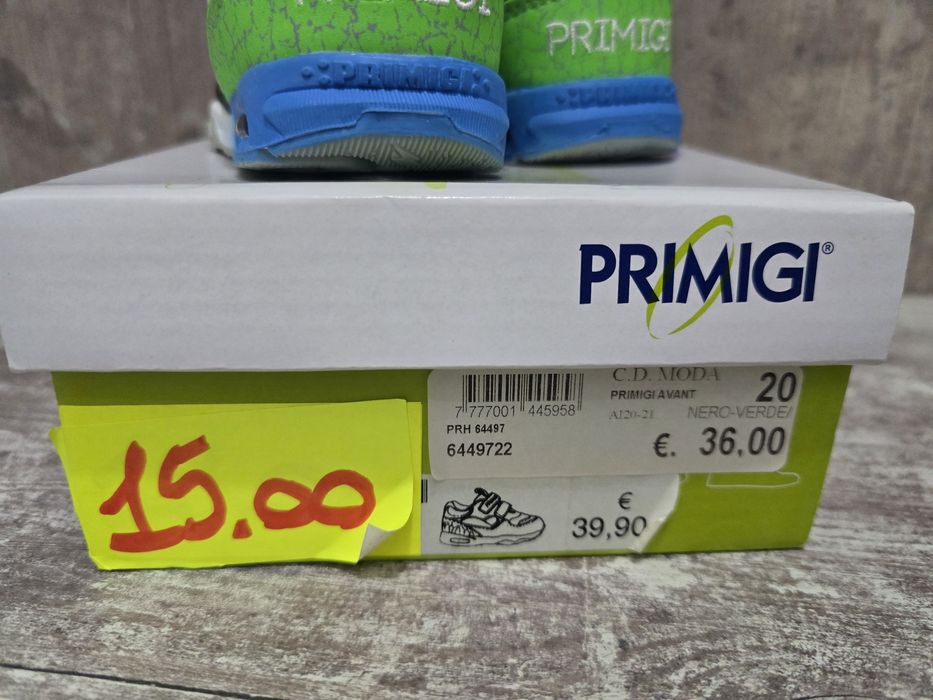 PRIMIGI
PRIMIGI
PRIMIGI
PRIMIGI®
C.D. MODA
20
7 777001 445958
PRIMIGI AVANT
AI20-21
NERO-VERDE/
PRH 64497
6449722
€. 36,00
15.00
€
39,90